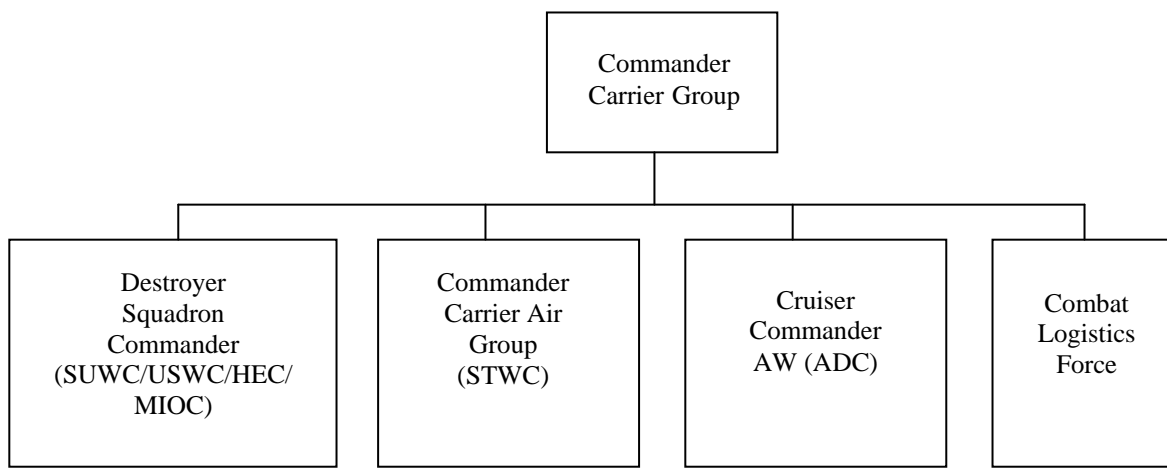 Commander
Carrier Group
Destroyer
Squadron
Commander
(SUWC/USWC/HEC/
MIOC)
Commander
Carrier Air
Group
(STWC)
Cruiser
Commander
AW (ADC)
Combat
Logistics
Force